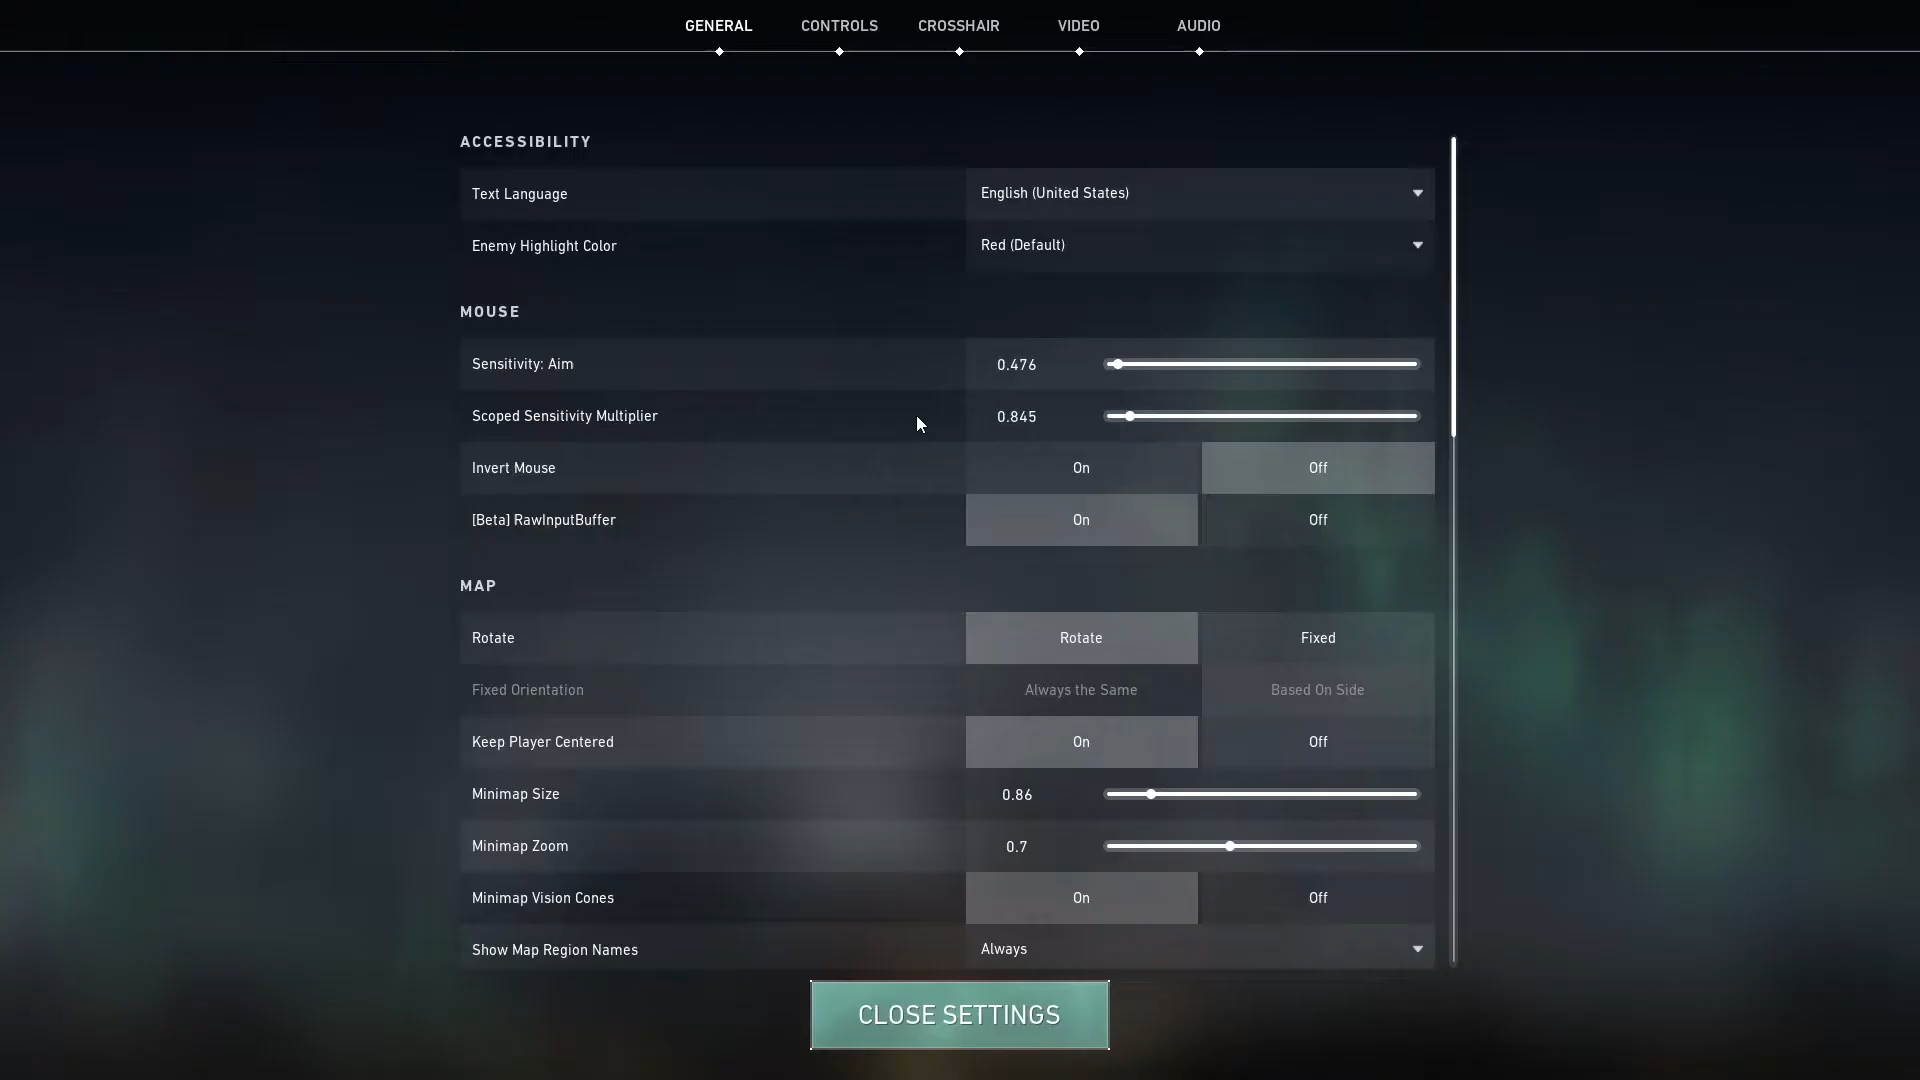 GENERAL CONTROLS CROSSHAIR VIDEO AUDIO
ACCESSIBILITY
Text Language English (United States)
Enemy Highlight Color Red (Default)
MOUSE
Sensitivity: Aim 0.476
Scoped Sensitivity Multiplier 0.845
Invert Mouse On Off
[Beta] RawInputBuffer On Off
MAP
Rotate Rotate Fixed
Fixed Orientation Always the Same Based On Side
Keep Player Centered On Off
Minimap Size 0.86
Minimap Zoom 0.7
Minimap Vision Cones On Off
Show Map Region Names Always
CLOSE SETTINGS